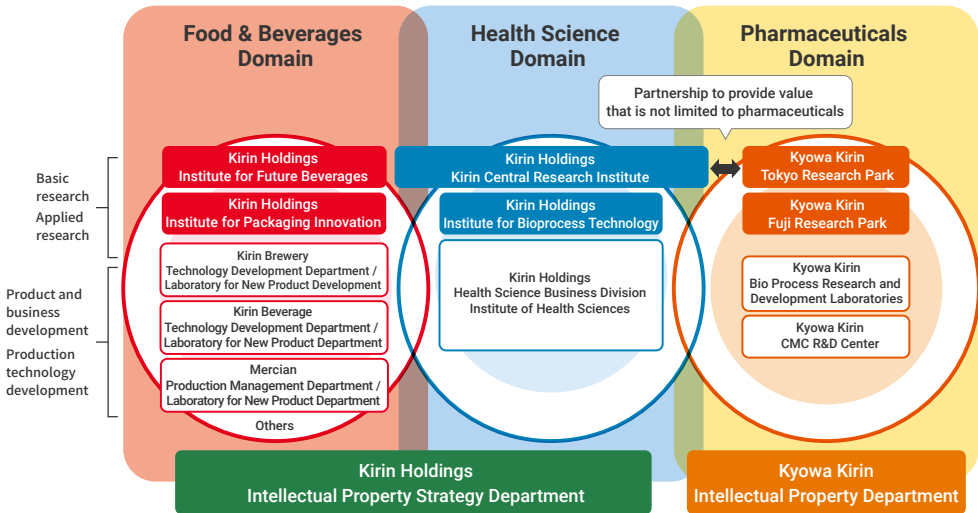 Food & Beverages
Domain
Health Science
Domain
Pharmaceuticals
Domain
Partnership to provide value
that is not limited to pharmaceuticals
Basic
research
Applied
research
Product and
business
development
Production
technology
development
Kirin Holdings
Institute for Future Beverages
Kirin Holdings
Institute for Packaging Innovation
Kirin Brewery
Technology Development Department /
Laboratory for New Product Development
Kirin Beverage
Technology Development Department /
Laboratory for New Product Department
Mercian
Production Management Department /
Laboratory for New Product Department
Others
Kirin Holdings
Kirin Central Research Institute
Kirin Holdings
Institute for Bioprocess Technology
Kirin Holdings
Health Science Business Division
Institute of Health Sciences
Kyowa Kirin
Tokyo Research Park
Kyowa Kirin
Fuji Research Park
Kyowa Kirin
Bio Process Research and
Development Laboratories
Kyowa Kirin
CMC R&D Center
Kirin Holdings
Intellectual Property Strategy Department
Kyowa Kirin
Intellectual Property Department